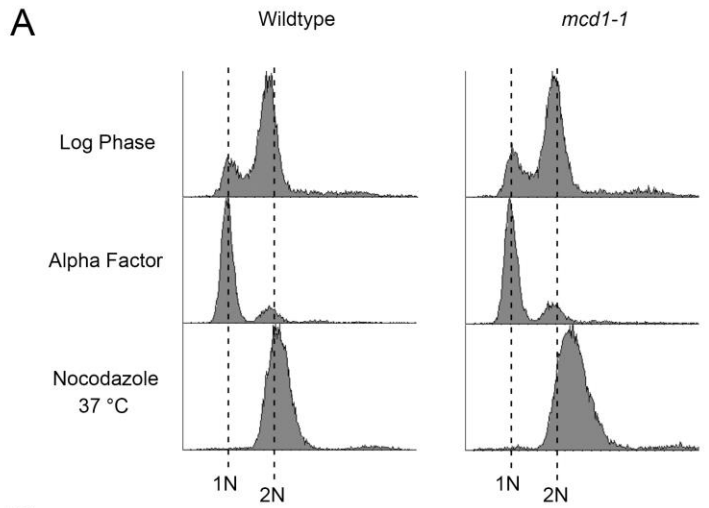 A
Wildtype
mcd1-1
Log Phase
Alpha Factor
Nocodazole
37 °C
1N
2N
1N
2N